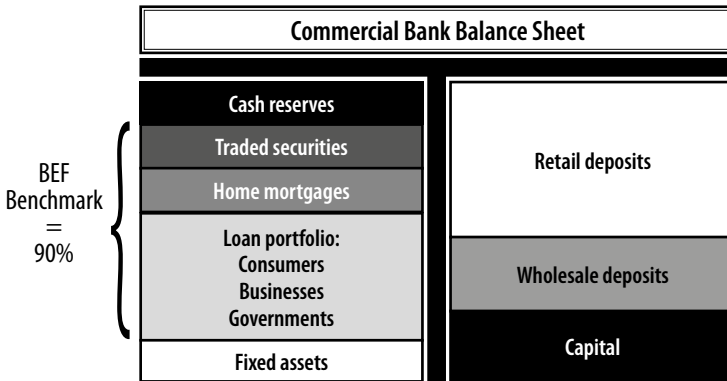 Commercial Bank Balance Sheet
BEF
Benchmark
=
90%
Cash reserves
Traded securities
Home mortgages
Loan portfolio:
Consumers
Businesses
Governments
Fixed assets
Retail deposits
Wholesale deposits
Capital